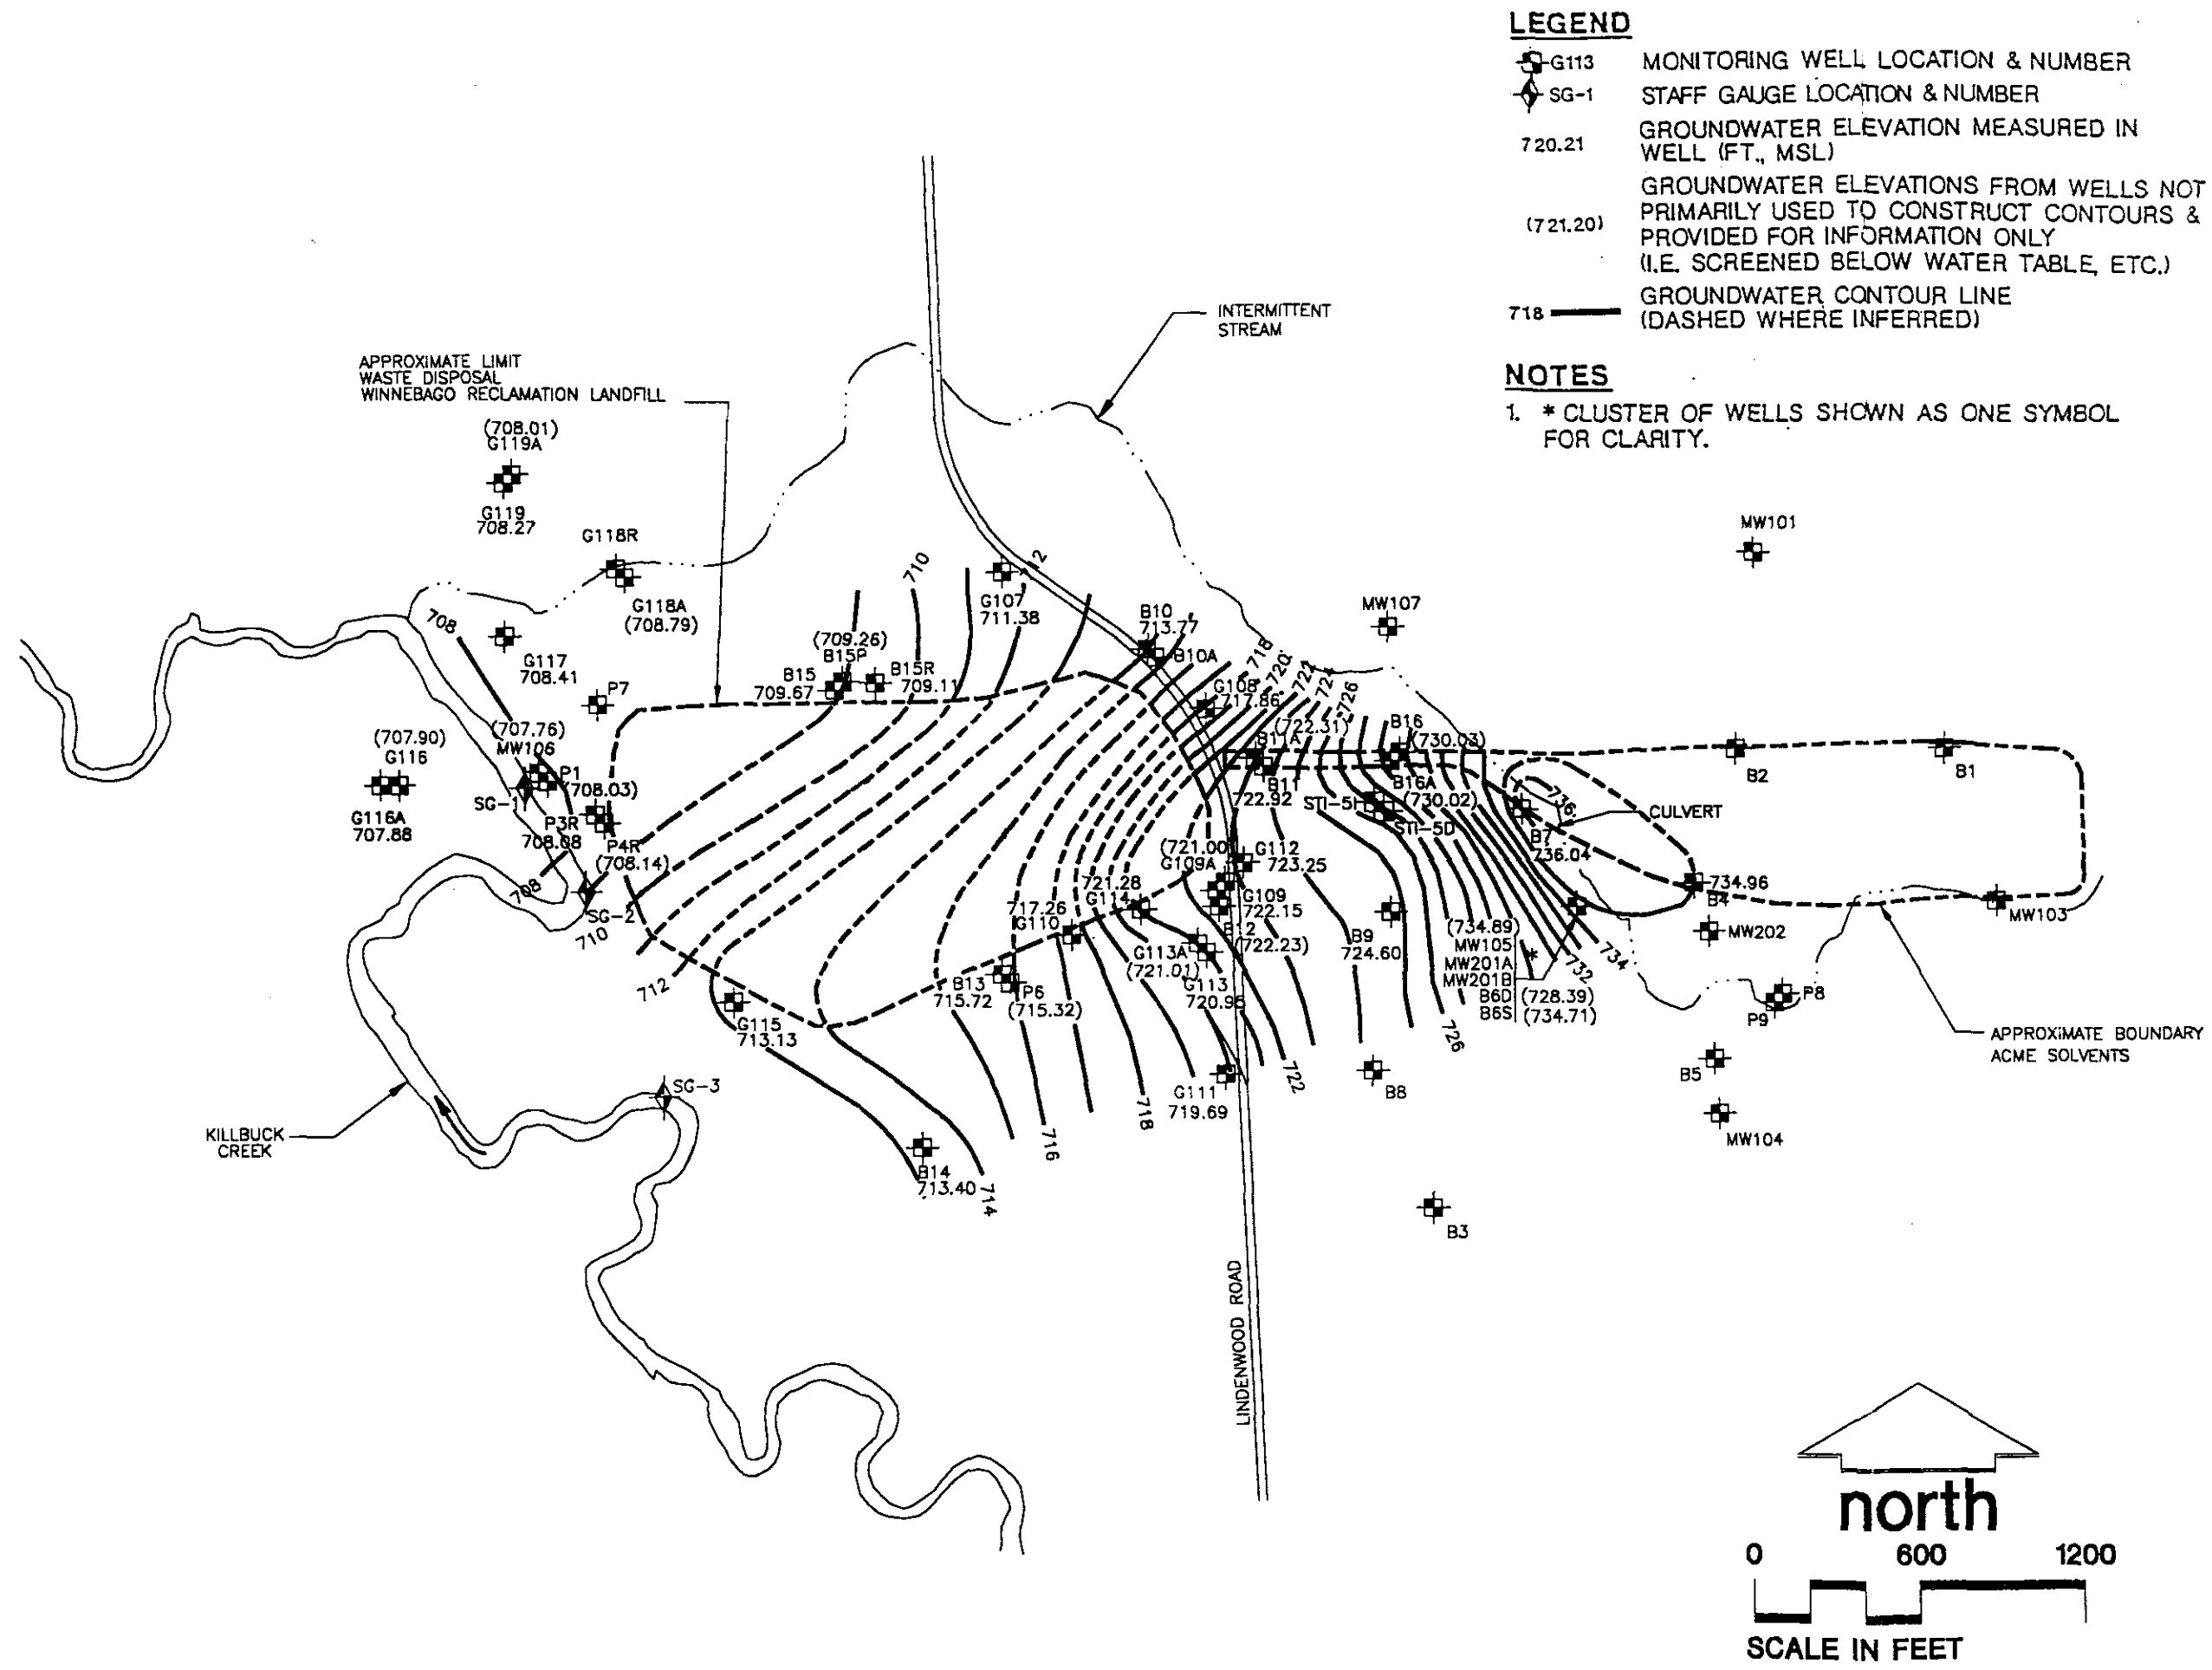 LEGEND
G113 MONITORING WELL LOCATION & NUMBER
SG-1 STAFF GAUGE LOCATION & NUMBER
720.21 GROUNDWATER ELEVATION MEASURED IN
WELL (FT., MSL)
GROUNDWATER ELEVATIONS FROM WELLS NOT
(721.20) PRIMARILY USED TO CONSTRUCT CONTOURS &
PROVIDED FOR INFORMATION ONLY
(I.E. SCREENED BELOW WATER TABLE, ETC.)
718 GROUNDWATER CONTOUR LINE
(DASHED WHERE INFERRED)
NOTES
1. * CLUSTER OF WELLS SHOWN AS ONE SYMBOL
FOR CLARITY.
INTERMITTENT
STREAM
APPROXIMATE LIMIT
WASTE DISPOSAL
WINNEBAGO RECLAMATION LANDFILL
(708.01)
G119A
G119
708.27
G118R
G118A
(708.79)
708
G117
708.41
P7
(707.90)
G116
G116A
707.88
(707.76)
MW106
P1
(708.03)
SG-1
P3R
708.08
P4R
(708.14)
708
SG-2
710
712
(709.26)
B15P
B15
709.67
B15R
709.11
710
G107
711.38
12
B10
713.77
B10A
G108
717.86
718
720
722
724
726
MW107
MW101
(722.31)
B11A
B11
722.92
B16
(730.03)
B16A
(730.02)
STI-5I
STI-5D
B2
B1
736
CULVERT
B7
736.04
734.96
B4
MW202
MW103
(721.00)
G109A
G112
723.25
G109
722.15
B12
(722.23)
721.28
G114
717.26
G110
G113A
(721.01)
G113
720.95
B13
715.72
P6
(715.32)
B9
724.60
(734.89)
MW105
MW201A
MW201B
B6D (728.39)
B6S (734.71)
*
732
734
P8
P9
APPROXIMATE BOUNDARY
ACME SOLVENTS
G115
713.13
726
B5
B8
MW104
G111
719.69
722
718
716
714
B14
713.40
SG-3
KILLBUCK
CREEK
B3
LINDENWOOD ROAD
north
0 600 1200
SCALE IN FEET